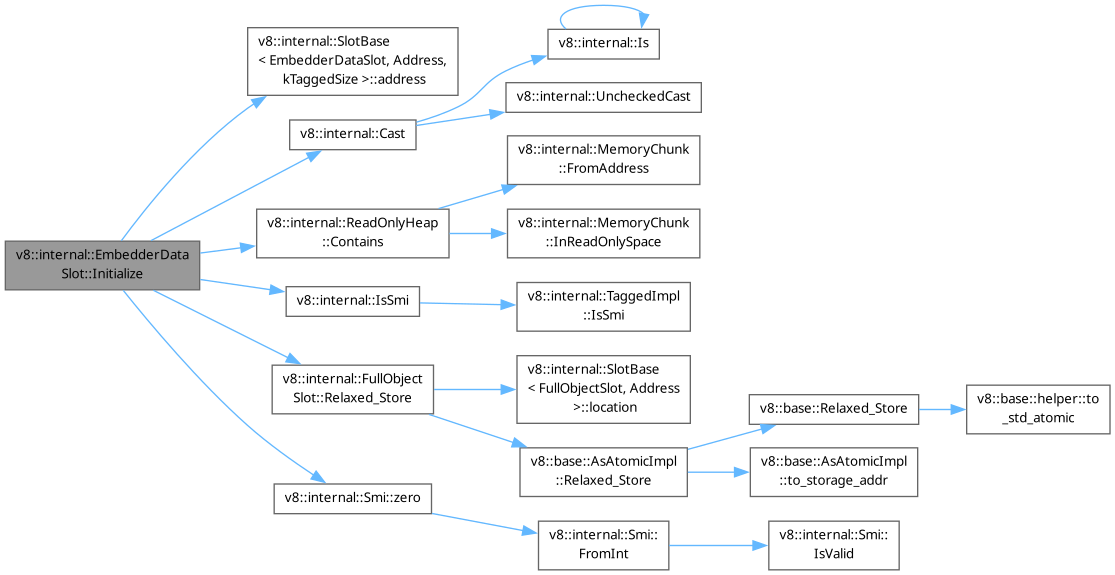 v8::internal::EmbedderData
Slot::Initialize
v8::internal::SlotBase
< EmbedderDataSlot, Address,
kTaggedSize >::address
v8::internal::Cast
v8::internal::Is
v8::internal::UncheckedCast
v8::internal::ReadOnlyHeap
::Contains
v8::internal::MemoryChunk
::FromAddress
v8::internal::MemoryChunk
::InReadOnlySpace
v8::internal::IsSmi
v8::internal::TaggedImpl
::IsSmi
v8::internal::FullObject
Slot::Relaxed_Store
v8::internal::SlotBase
< FullObjectSlot, Address
>::location
v8::base::AsAtomicImpl
::Relaxed_Store
v8::base::Relaxed_Store
v8::base::helper::to
_std_atomic
v8::base::AsAtomicImpl
::to_storage_addr
v8::internal::Smi::zero
v8::internal::Smi::
FromInt
v8::internal::Smi::
IsValid